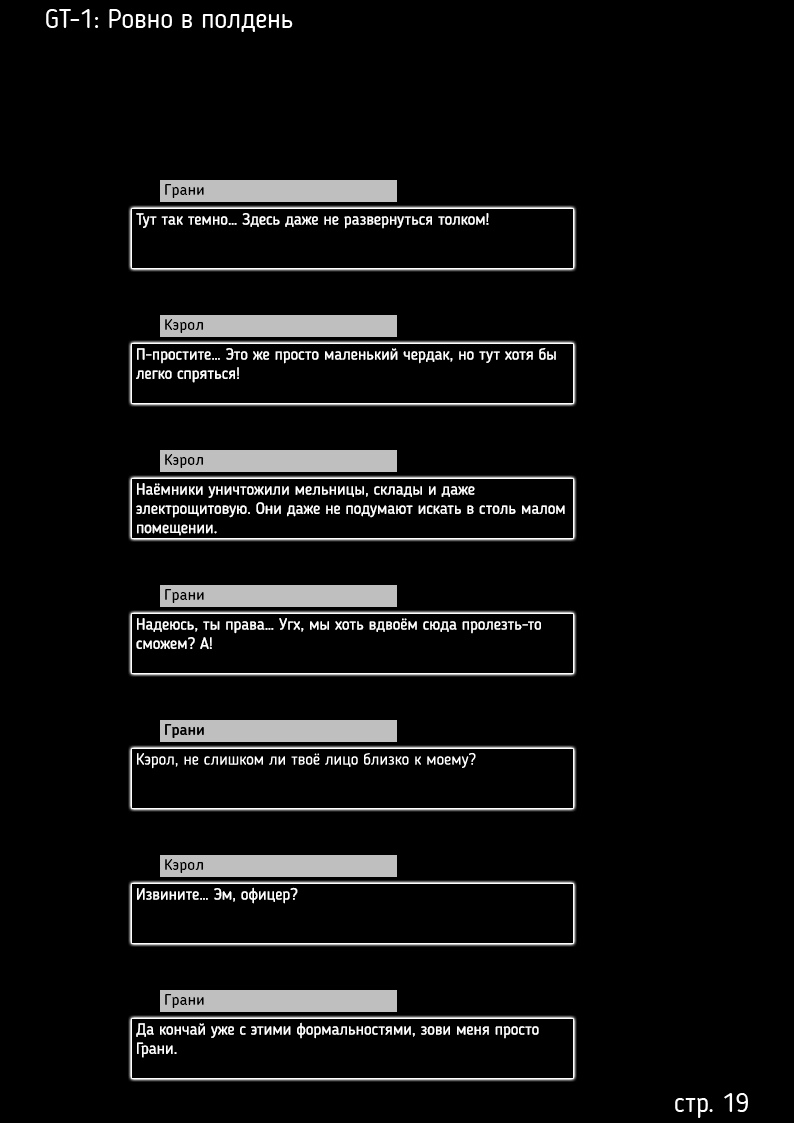 GT-1: Ровно в полдень
Грани
Тут так темно... Здесь даже не развернуться толком!
Кэрол
П-простите... Это же просто маленький чердак, но тут хотя бы
легко спряться!
Кэрол
Наёмники уничтожили мельницы, склады и даже
электрощитовую. Они даже не подумают искать в столь малом
помещении.
Грани
Надеюсь, ты права... Угх, мы хоть вдвоём сюда пролезть-то
сможем? А!
Грани
Кэрол, не слишком ли твоё лицо близко к моему?
Кэрол
Извините... Эм, офицер?
Грани
Да кончай уже с этими формальностями, зови меня просто
Грани.
стр. 19